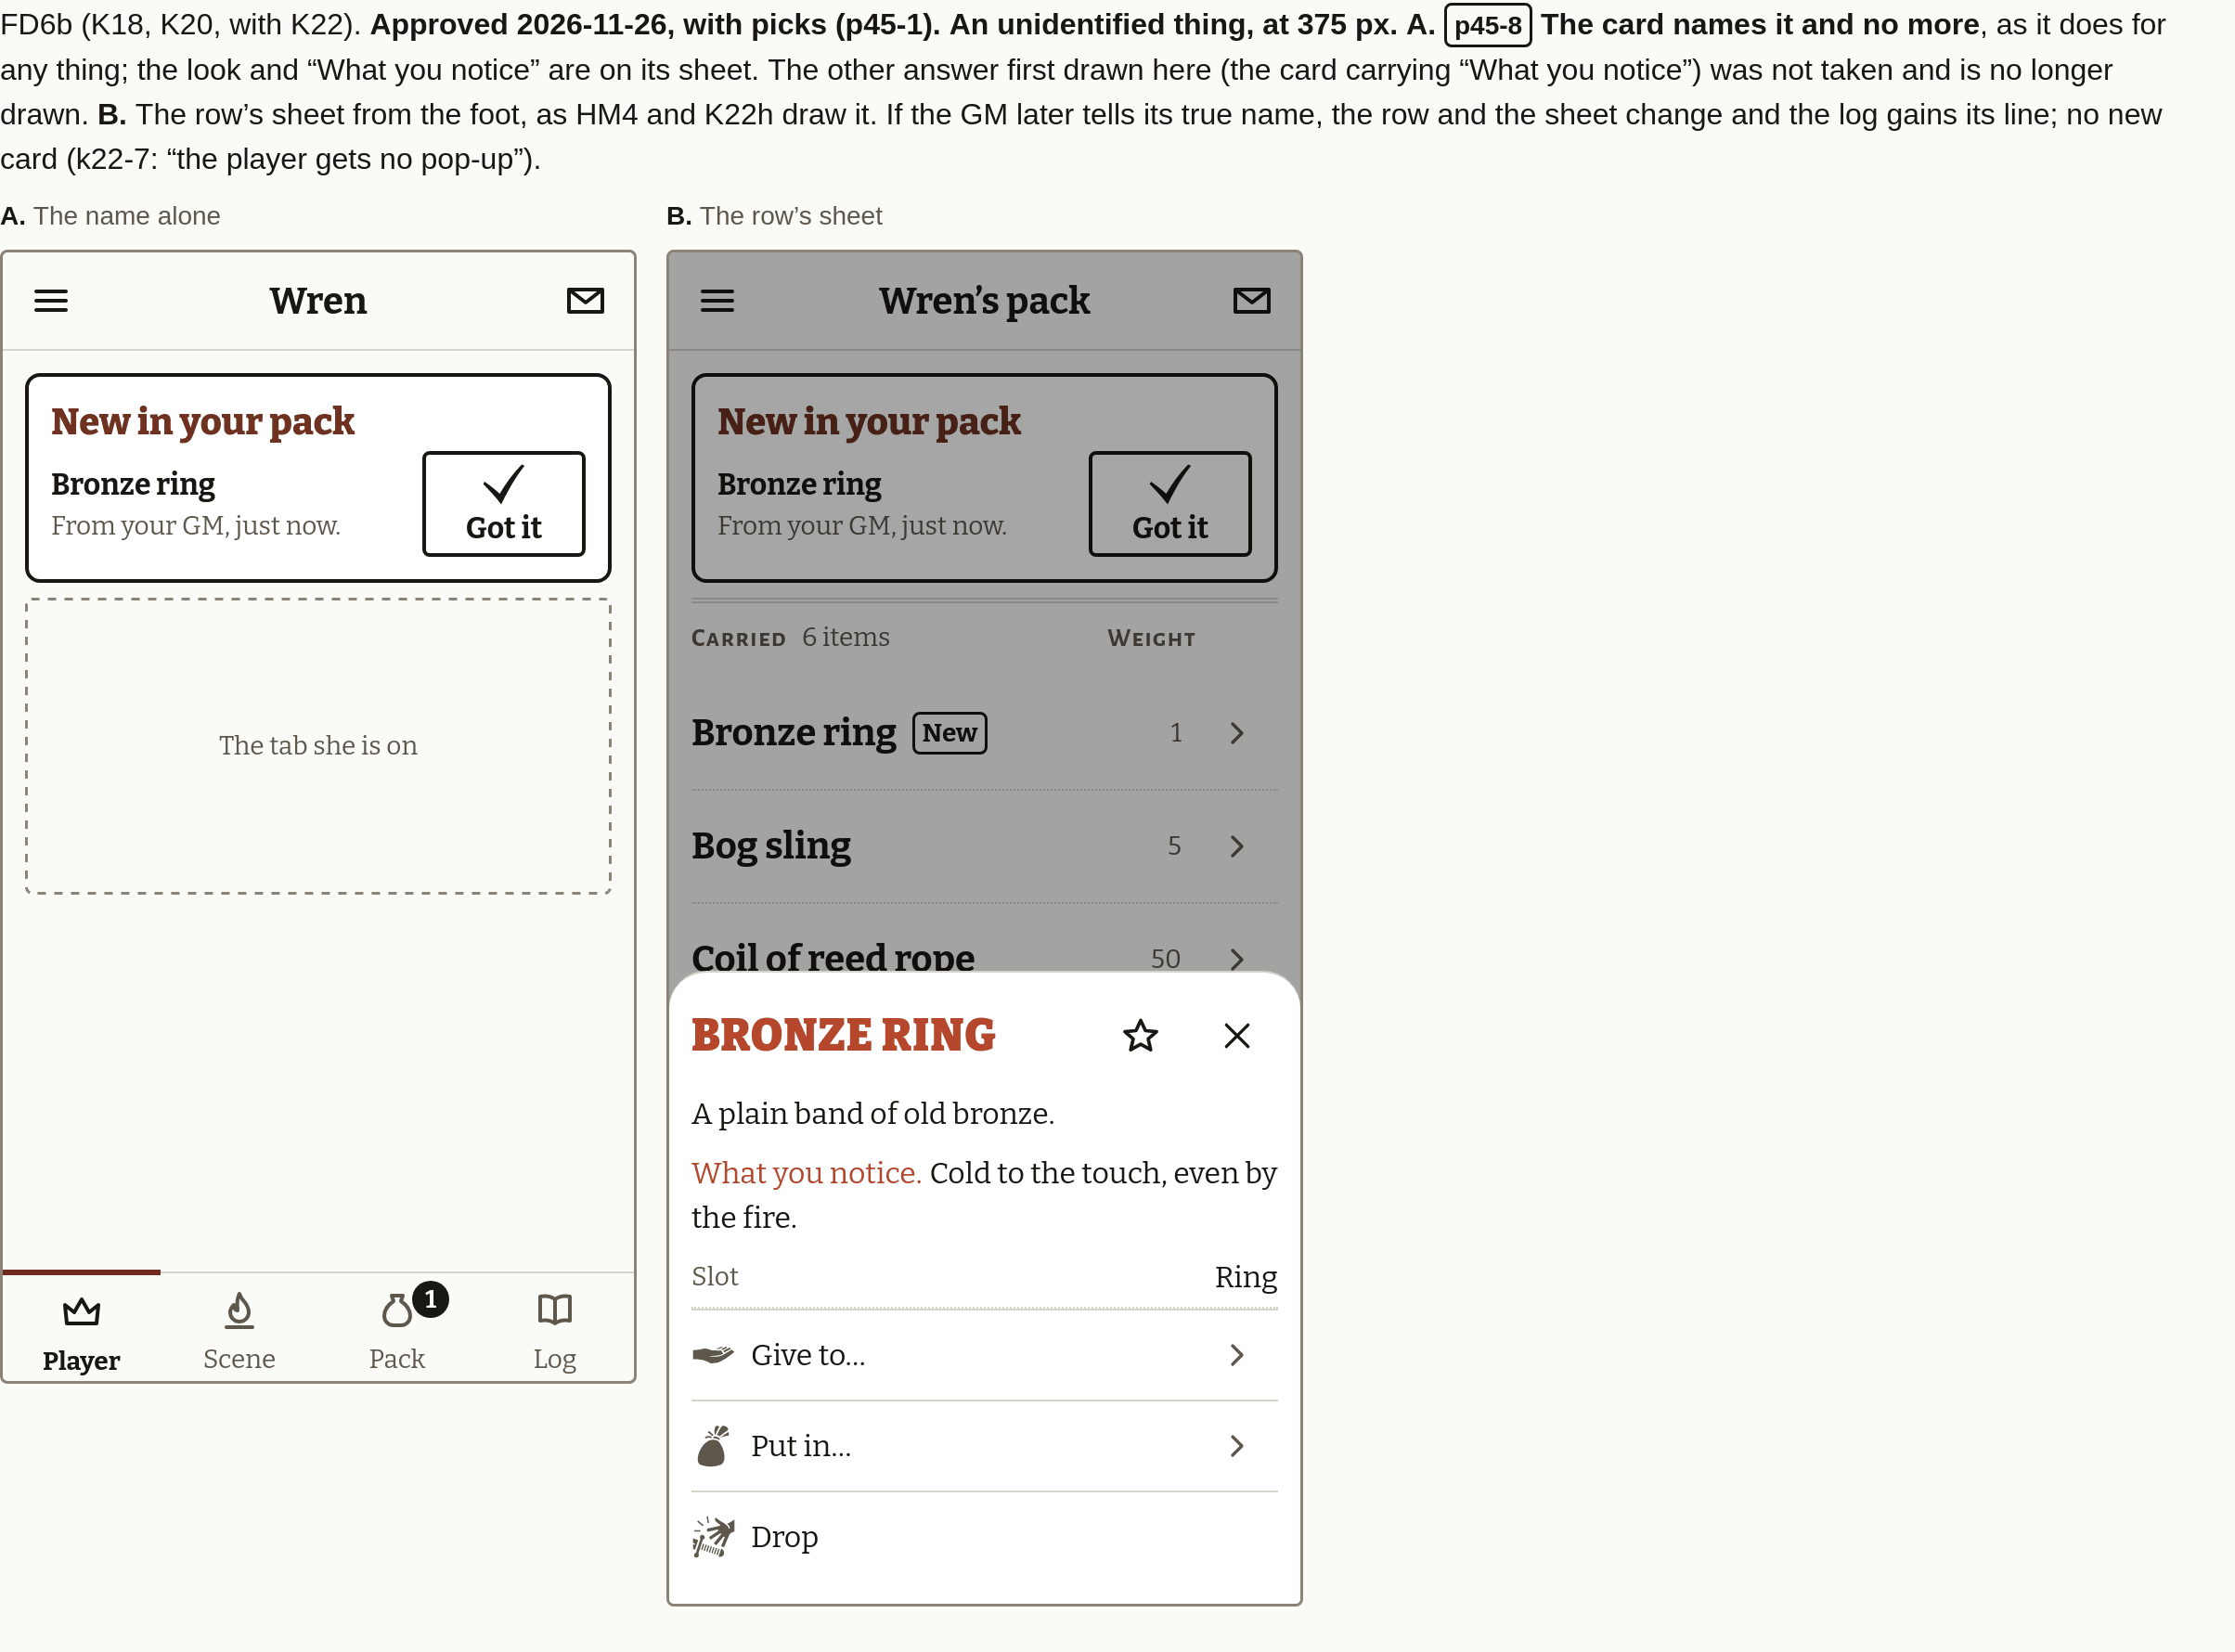 FD6b (K18, K20, with K22). Approved 2026-11-26, with picks (p45-1). An unidentified thing, at 375 px. A. p45-8 The card names it and no more, as it does for
any thing; the look and “What you notice” are on its sheet. The other answer first drawn here (the card carrying “What you notice”) was not taken and is no longer
drawn. B. The row’s sheet from the foot, as HM4 and K22h draw it. If the GM later tells its true name, the row and the sheet change and the log gains its line; no new
card (k22-7: “the player gets no pop-up”).
A. The name alone
Wren
New in your pack
Bronze ring
From your GM, just now.
Got it
The tab she is on
Player
Scene
1
Pack
Log
B. The row’s sheet
Wren’s pack
New in your pack
Bronze ring
From your GM, just now.
Got it
Carried 6 items Weight
Bronze ring New 1
Bog sling 5
Coil of reed rope 50
BRONZE RING
A plain band of old bronze.
What you notice. Cold to the touch, even by
the fire.
Slot Ring
Give to...
Put in...
Drop